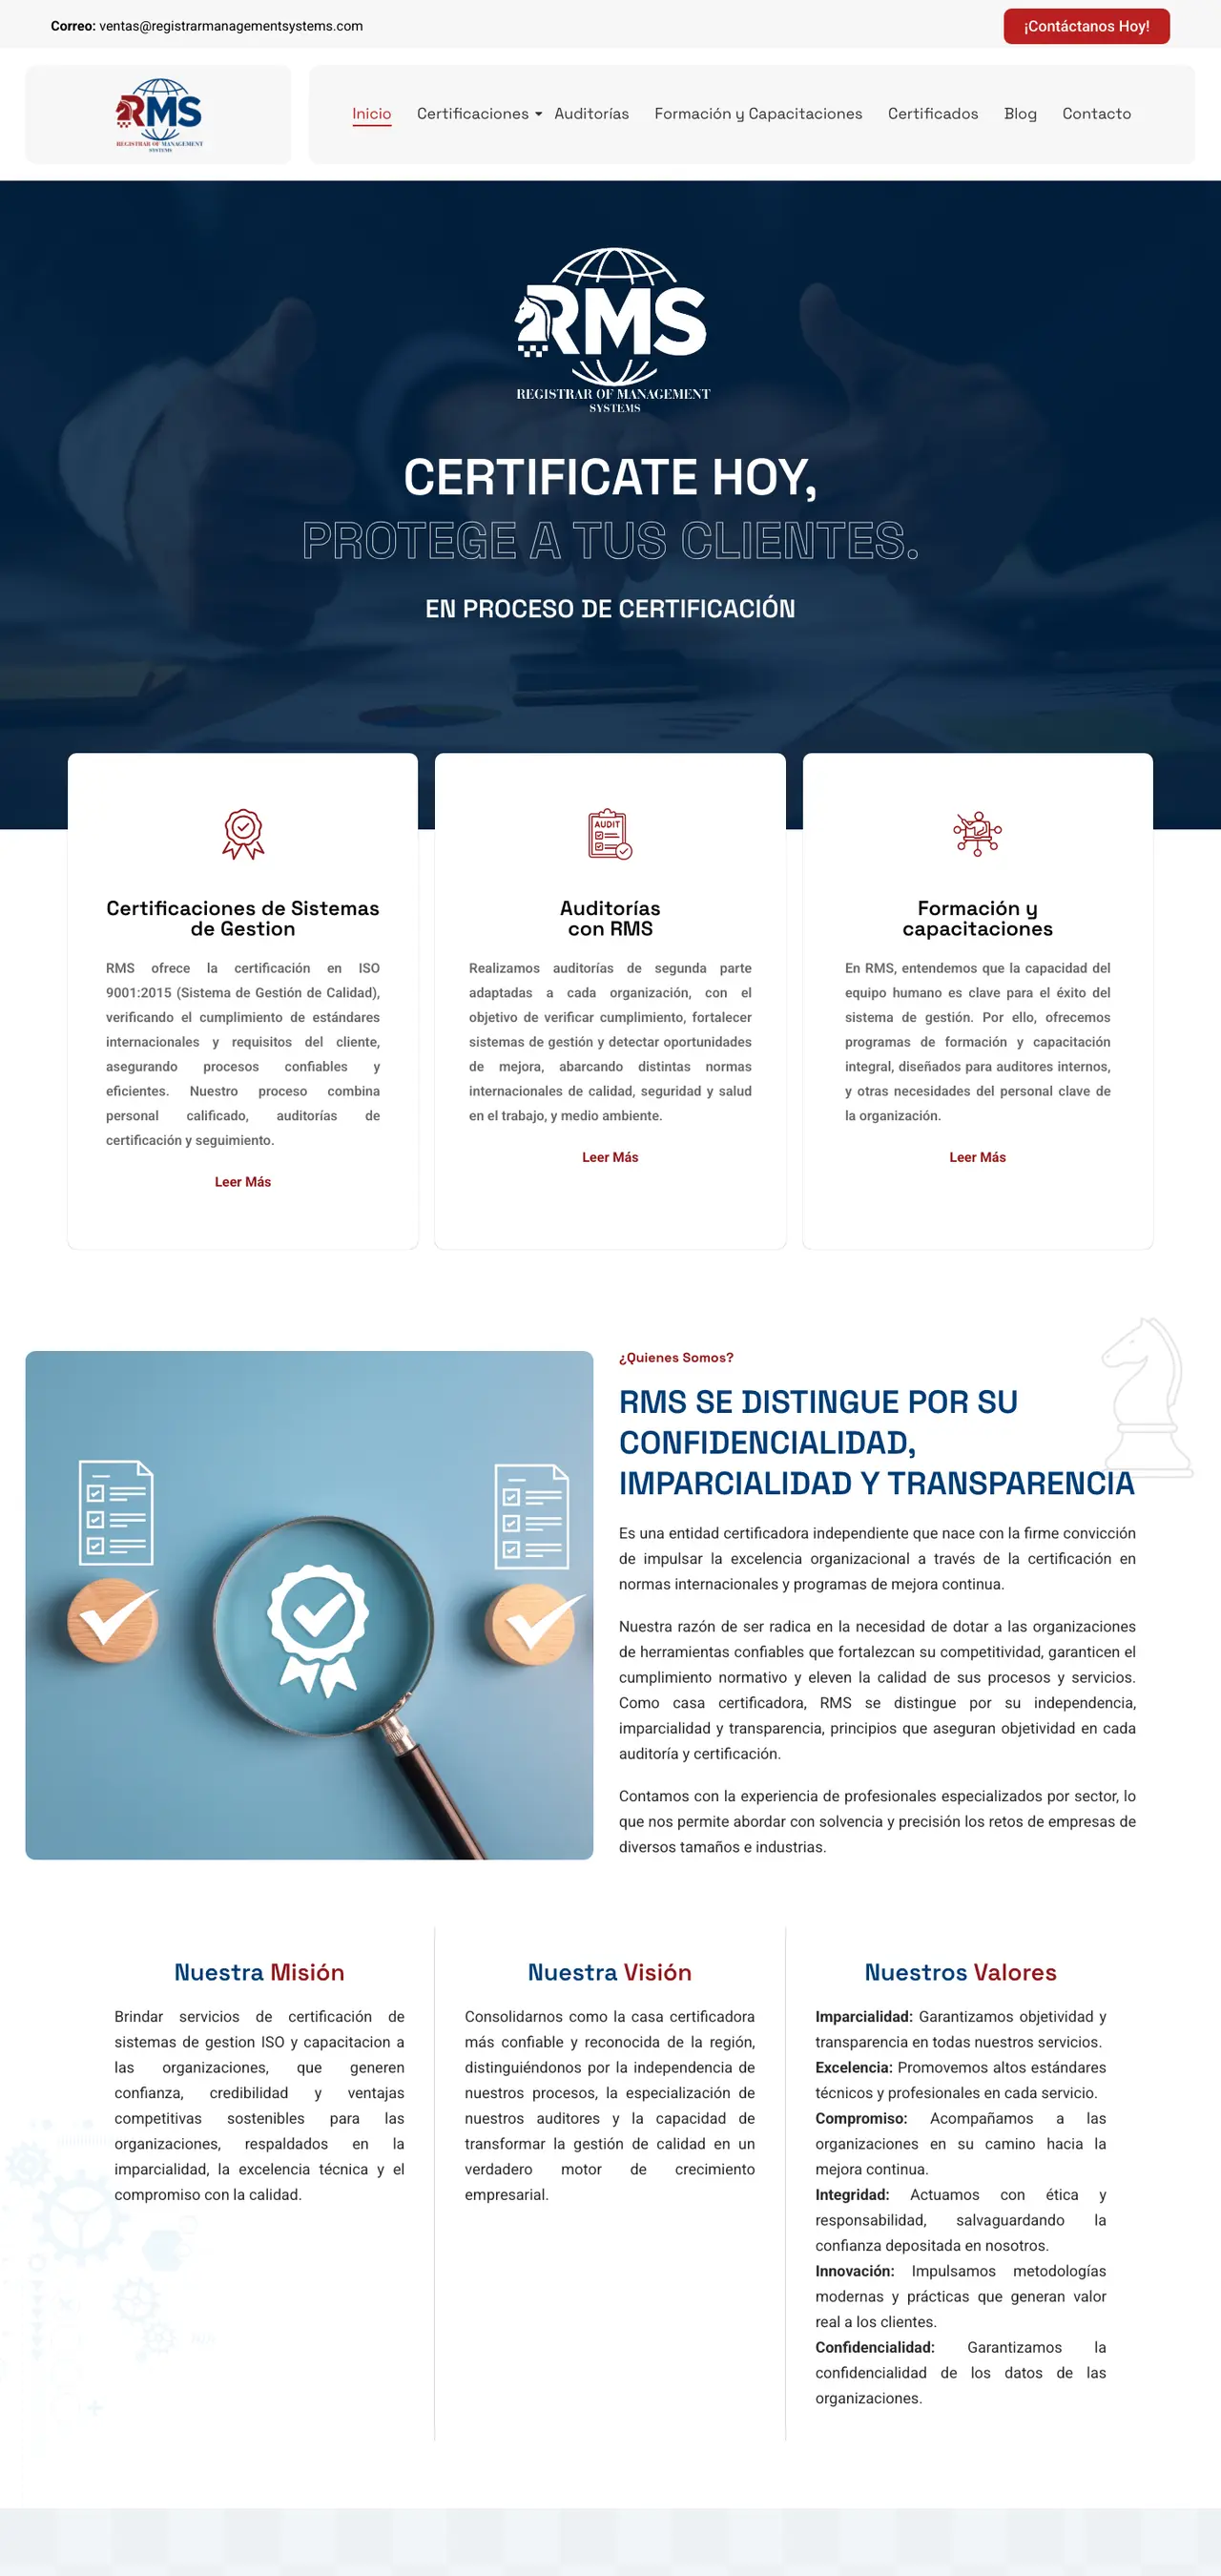 Correo: ventas@registrarmanagementsystems.com
¡Contáctanos Hoy!
RMS
REGISTRAR OF MANAGEMENT
SYSTEMS
Inicio
Certificaciones
Auditorías
Formación y Capacitaciones
Certificados
Blog
Contacto
RMS
REGISTRAR OF MANAGEMENT
SYSTEMS
CERTIFICATE HOY,
PROTEGE A TUS CLIENTES.
EN PROCESO DE CERTIFICACIÓN
Certificaciones de Sistemas
de Gestion
RMS ofrece la certificación en ISO
9001:2015 (Sistema de Gestión de Calidad),
verificando el cumplimiento de estándares
internacionales y requisitos del cliente,
asegurando procesos confiables y
eficientes. Nuestro proceso combina
personal calificado, auditorías de
certificación y seguimiento.
Leer Más
AUDIT
Auditorías
con RMS
Realizamos auditorías de segunda parte
adaptadas a cada organización, con el
objetivo de verificar cumplimiento, fortalecer
sistemas de gestión y detectar oportunidades
de mejora, abarcando distintas normas
internacionales de calidad, seguridad y salud
en el trabajo, y medio ambiente.
Leer Más
Formación y
capacitaciones
En RMS, entendemos que la capacidad del
equipo humano es clave para el éxito del
sistema de gestión. Por ello, ofrecemos
programas de formación y capacitación
integral, diseñados para auditores internos,
y otras necesidades del personal clave de
la organización.
Leer Más
¿Quienes Somos?
RMS SE DISTINGUE POR SU
CONFIDENCIALIDAD,
IMPARCIALIDAD Y TRANSPARENCIA
Es una entidad certificadora independiente que nace con la firme convicción
de impulsar la excelencia organizacional a través de la certificación en
normas internacionales y programas de mejora continua.
Nuestra razón de ser radica en la necesidad de dotar a las organizaciones
de herramientas confiables que fortalezcan su competitividad, garanticen el
cumplimiento normativo y eleven la calidad de sus procesos y servicios.
Como casa certificadora, RMS se distingue por su independencia,
imparcialidad y transparencia, principios que aseguran objetividad en cada
auditoría y certificación.
Contamos con la experiencia de profesionales especializados por sector, lo
que nos permite abordar con solvencia y precisión los retos de empresas de
diversos tamaños e industrias.
Nuestra Misión
Brindar servicios de certificación de
sistemas de gestion ISO y capacitacion a
las organizaciones, que generen
confianza, credibilidad y ventajas
competitivas sostenibles para las
organizaciones, respaldados en la
imparcialidad, la excelencia técnica y el
compromiso con la calidad.
Nuestra Visión
Consolidarnos como la casa certificadora
más confiable y reconocida de la región,
distinguiéndonos por la independencia de
nuestros procesos, la especialización de
nuestros auditores y la capacidad de
transformar la gestión de calidad en un
verdadero motor de crecimiento
empresarial.
Nuestros Valores
Imparcialidad: Garantizamos objetividad y
transparencia en todas nuestros servicios.
Excelencia: Promovemos altos estándares
técnicos y profesionales en cada servicio.
Compromiso: Acompañamos a las
organizaciones en su camino hacia la
mejora continua.
Integridad: Actuamos con ética y
responsabilidad, salvaguardando la
confianza depositada en nosotros.
Innovación: Impulsamos metodologías
modernas y prácticas que generan valor
real a los clientes.
Confidencialidad: Garantizamos la
confidencialidad de los datos de las
organizaciones.